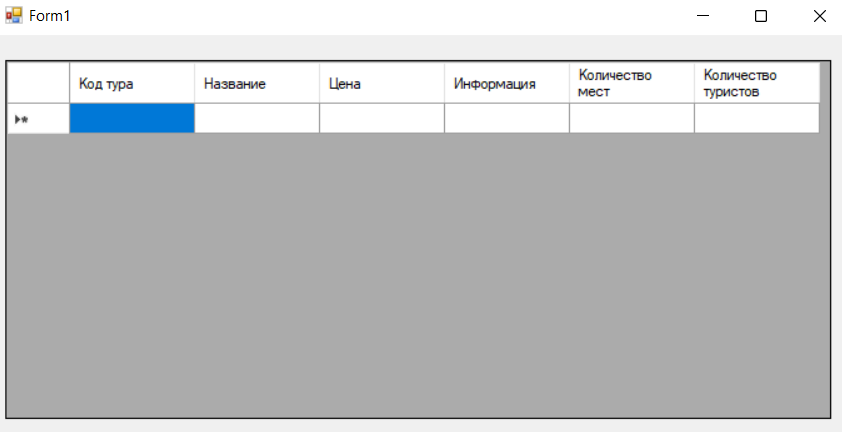 Form1
Код тура
Название
Цена
Информация
Количество
мест
Количество
туристов